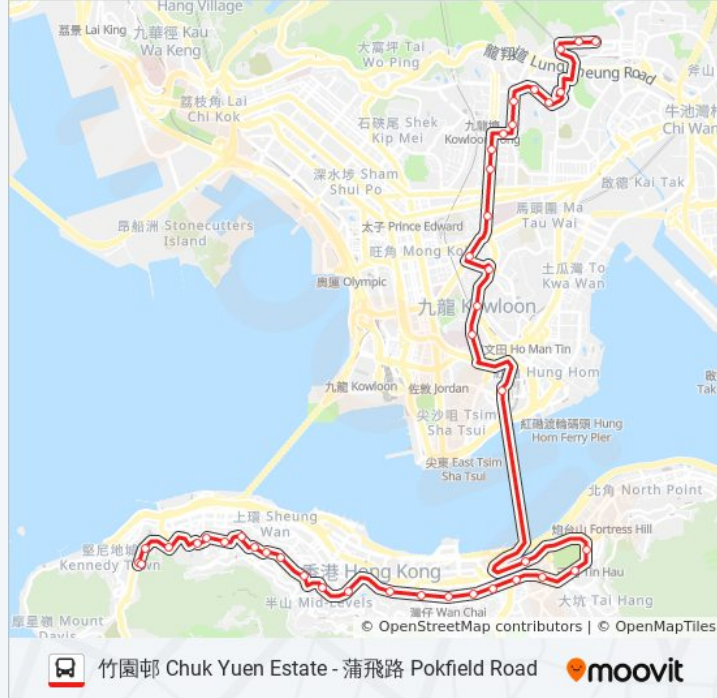 Hang Village
荔景 Lai King
九華徑 Kau
Wa Keng
大窩坪 Tai
Wo Ping
龍翔道 Lung Cheung Road
斧山
荔枝角 Lai
Chi Kok
石硤尾 Shek
Kip Mei
九龍塘
Kowloon Tong
牛池灣村
Chi Wan
深水埗 Sham
Shui Po
啟德 Kai Tak
昂船洲 Stonecutters
Island
太子 Prince Edward
馬頭圍 Ma
Tau Wai
旺角 Mong Kok
土瓜灣 To
Kwa Wan
奧運 Olympic
九龍 Kowloon
文田 Ho Man Tin
Hung Hom
九龍 Kowloon
佐敦 Jordan
啟
Tak
尖沙咀 Tsim
Sha Tsui
紅磡渡輪碼頭 Hung
Hom Ferry Pier
尖東 East Tsim
Sha Tsui
北角 North Point
上環 Sheung
Wan
炮台山 Fortress Hill
堅尼地城
Kennedy Town
香港 Hong Kong
Tin Hau
半山 Mid-Levels
灣仔 Wan Chai
大坑 Tai Hang
摩星嶺 Mount
Davis
© OpenStreetMap contributors | © OpenMapTiles
竹園邨 Chuk Yuen Estate - 蒲飛路 Pokfield Road
moovit